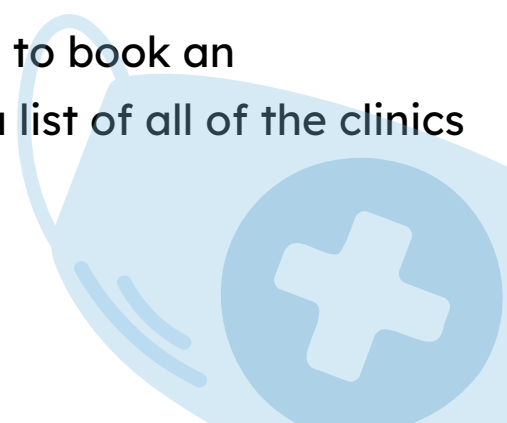 to book an
list of all of the clinics